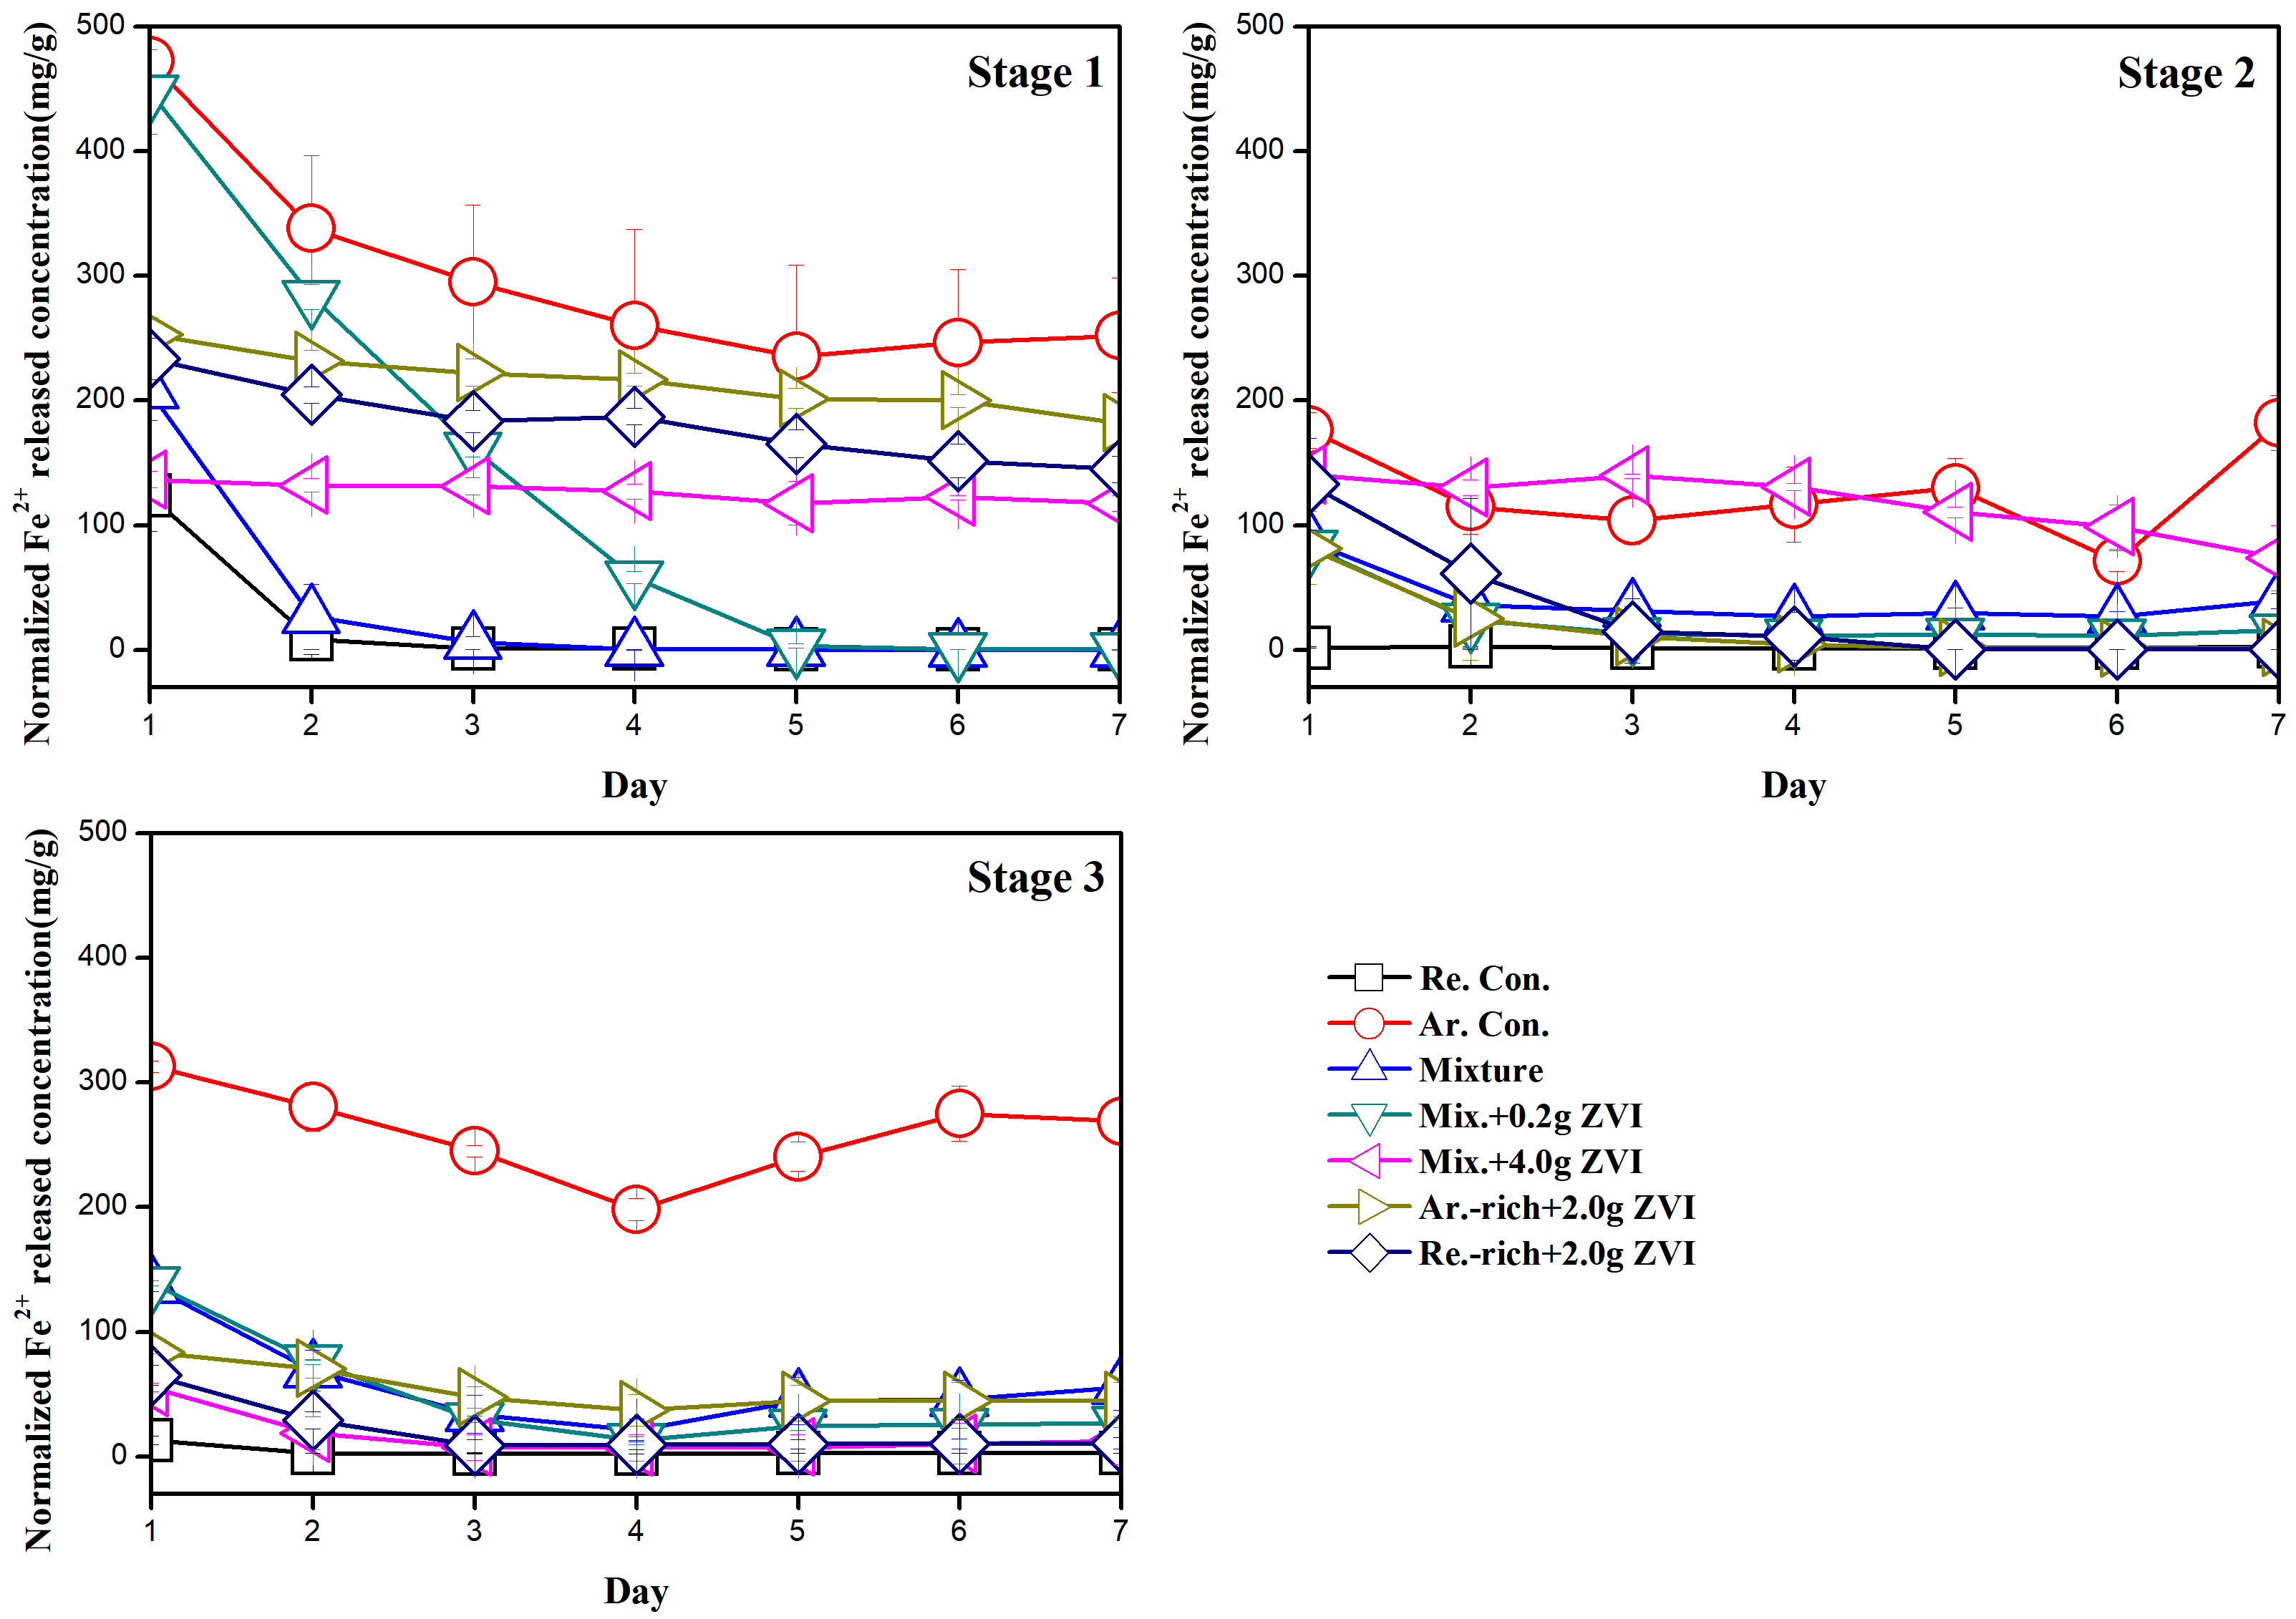 Normalized Fe2+ released concentration(mg/g)
500
400
300
200
100
0
Stage 1
1 2 3 4 5 6 7
Day
Normalized Fe2+ released concentration(mg/g)
500
400
300
200
100
0
Stage 2
1 2 3 4 5 6 7
Day
Normalized Fe2+ released concentration(mg/g)
500
400
300
200
100
0
Stage 3
1 2 3 4 5 6 7
Day
Re. Con.
Ar. Con.
Mixture
Mix.+0.2g ZVI
Mix.+4.0g ZVI
Ar.-rich+2.0g ZVI
Re.-rich+2.0g ZVI